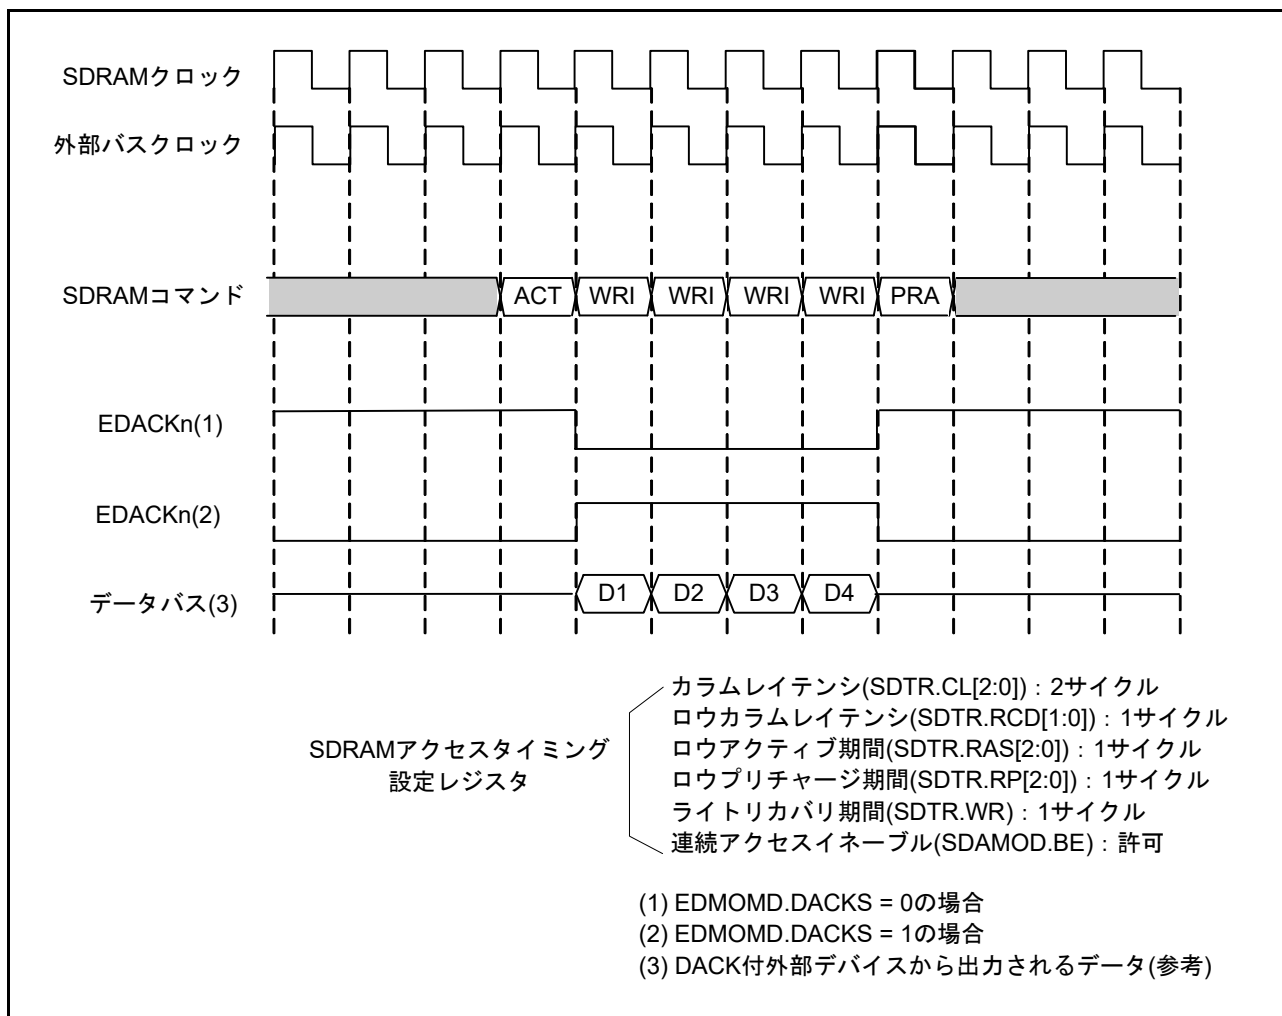 SDRAMクロック
外部バスクロック
SDRAMコマンド
ACT WRI WRI WRI WRI PRA
EDACKn(1)
EDACKn(2)
データバス(3)
D1 D2 D3 D4
SDRAMアクセスタイミング
設定レジスタ
カラムレイテンシ(SDTR.CL[2:0])：2サイクル
ロウカラムレイテンシ(SDTR.RCD[1:0])：1サイクル
ロウアクティブ期間(SDTR.RAS[2:0])：1サイクル
ロウプリチャージ期間(SDTR.RP[2:0])：1サイクル
ライトリカバリ期間(SDTR.WR)：1サイクル
連続アクセスイネーブル(SDAMOD.BE)：許可
(1) EDMOMD.DACKS = 0の場合
(2) EDMOMD.DACKS = 1の場合
(3) DACK付外部デバイスから出力されるデータ(参考)